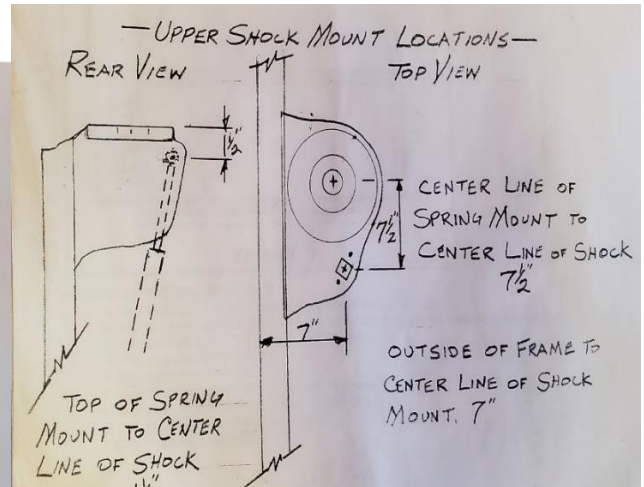 —UPPER SHOCK MOUNT LOCATIONS—
REAR VIEW
TOP VIEW
CENTER LINE OF
SPRING MOUNT TO
CENTER LINE OF SHOCK
7½"
7½"
7"
OUTSIDE OF FRAME TO
CENTER LINE OF SHOCK
MOUNT. 7"
TOP OF SPRING
MOUNT TO CENTER
LINE OF SHOCK